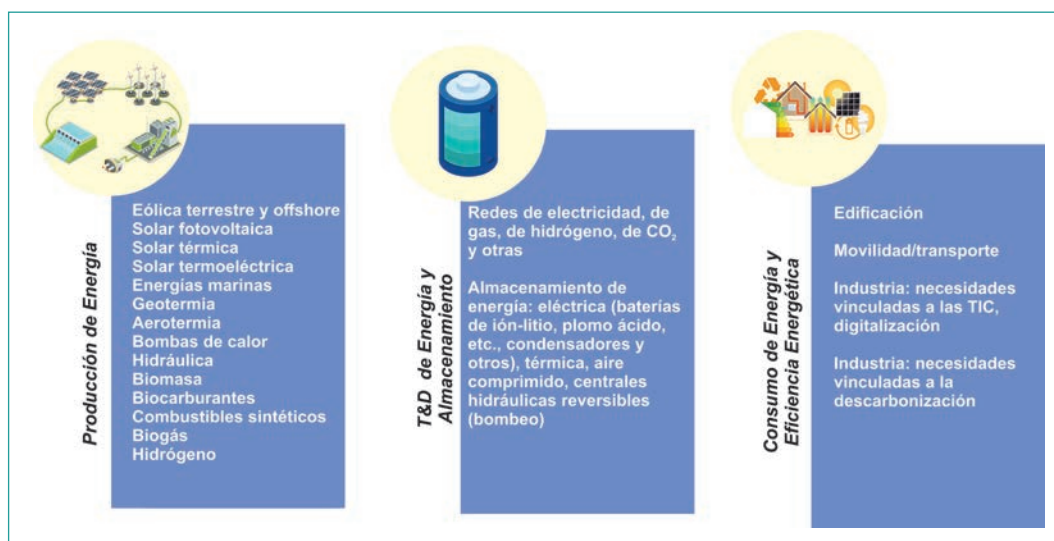 Producción de Energía
Eólica terrestre y offshore
Solar fotovoltaica
Solar térmica
Solar termoeléctrica
Energías marinas
Geotermia
Aerotermia
Bombas de calor
Hidráulica
Biomasa
Biocarburantes
Combustibles sintéticos
Biogás
Hidrógeno
T&D de Energía y
Almacenamiento
Redes de electricidad, de
gas, de hidrógeno, de CO₂
y otras
Almacenamiento de
energía: eléctrica (baterías
de ión-litio, plomo ácido,
etc., condensadores y
otros), térmica, aire
comprimido, centrales
hidráulicas reversibles
(bombeo)
Consumo de Energía y
Eficiencia Energética
Edificación
Movilidad/transporte
Industria: necesidades
vinculadas a las TIC,
digitalización
Industria: necesidades
vinculadas a la
descarbonización